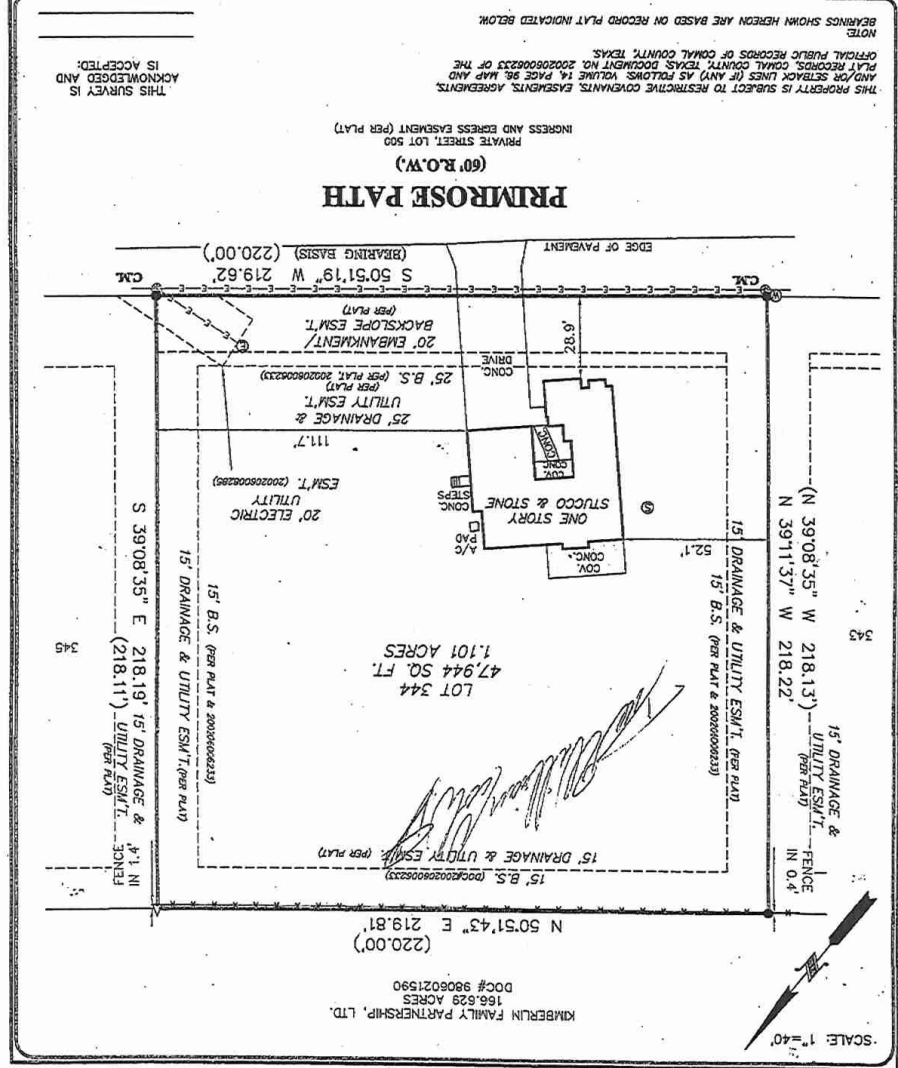 SCALE: 1"=40'
KIMBERLIN FAMILY PARTNERSHIP, LTD.
166.629 ACRES
DOC# 9806021590
(220.00')
N 50°51'43" E 219.81'
FENCE
IN 0.4'
IN 1.4'
FENCE
15' B.S. (DOC#200206006233)
15' DRAINAGE & UTILITY ESM'T. (PER PLAT)
15' DRAINAGE &
UTILITY ESM'T.
(PER PLAT)
(N 39°08'35" W 218.13')
N 39°11'37" W 218.22'
343
15' DRAINAGE & UTILITY ESM'T. (PER PLAT)
15' B.S. (PER PLAT & 200206006233)
LOT 344
47,944 SQ. FT.
1.101 ACRES
15' B.S. (PER PLAT & 200206006233)
15' DRAINAGE & UTILITY ESM'T. (PER PLAT)
S 39°08'35" E 218.19'
(218.11')
15' DRAINAGE &
UTILITY ESM'T.
(PER PLAT)
345
COV.
CONC.
A/C
PAD
52.1'
ONE STORY
STUCCO & STONE
CONC.
STEPS
S
COV.
CONC.
CONC.
111.7'
20' ELECTRIC
UTILITY
ESM'T. (200206008285)
25' DRAINAGE &
UTILITY ESM'T.
(PER PLAT)
25' B.S. (PER PLAT, 200206006233)
CONC.
DRIVE
28.9'
20' EMBANKMENT/
BACKSLOPE ESM'T.
(PER PLAT)
E
W
C.M.
C.M.
S 50°51'19" W 219.62'
(BEARING BASIS) (220.00')
EDGE OF PAVEMENT
PRIMROSE PATH
(60' R.O.W.)
PRIVATE STREET, LOT 500
INGRESS AND EGRESS EASEMENT (PER PLAT)
THIS PROPERTY IS SUBJECT TO RESTRICTIVE COVENANTS, EASEMENTS, AGREEMENTS,
AND/OR SETBACK LINES (IF ANY) AS FOLLOWS: VOLUME 14, PAGE 96, MAP AND
PLAT RECORDS, COMAL COUNTY, TEXAS; DOCUMENT NO. 200206006233 OF THE
OFFICIAL PUBLIC RECORDS OF COMAL COUNTY, TEXAS.
NOTE:
BEARINGS SHOWN HEREON ARE BASED ON RECORD PLAT INDICATED BELOW
THIS SURVEY IS
ACKNOWLEDGED AND
IS ACCEPTED: